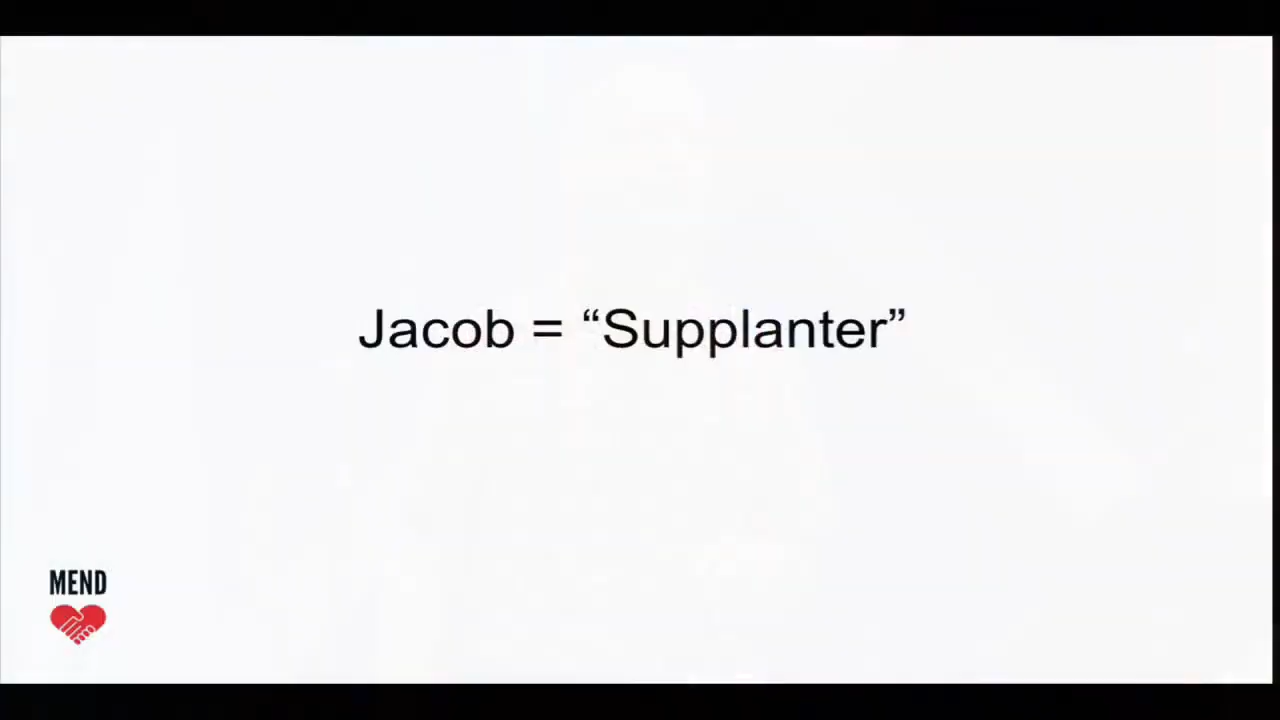 Jacob = “Supplanter”
MEND